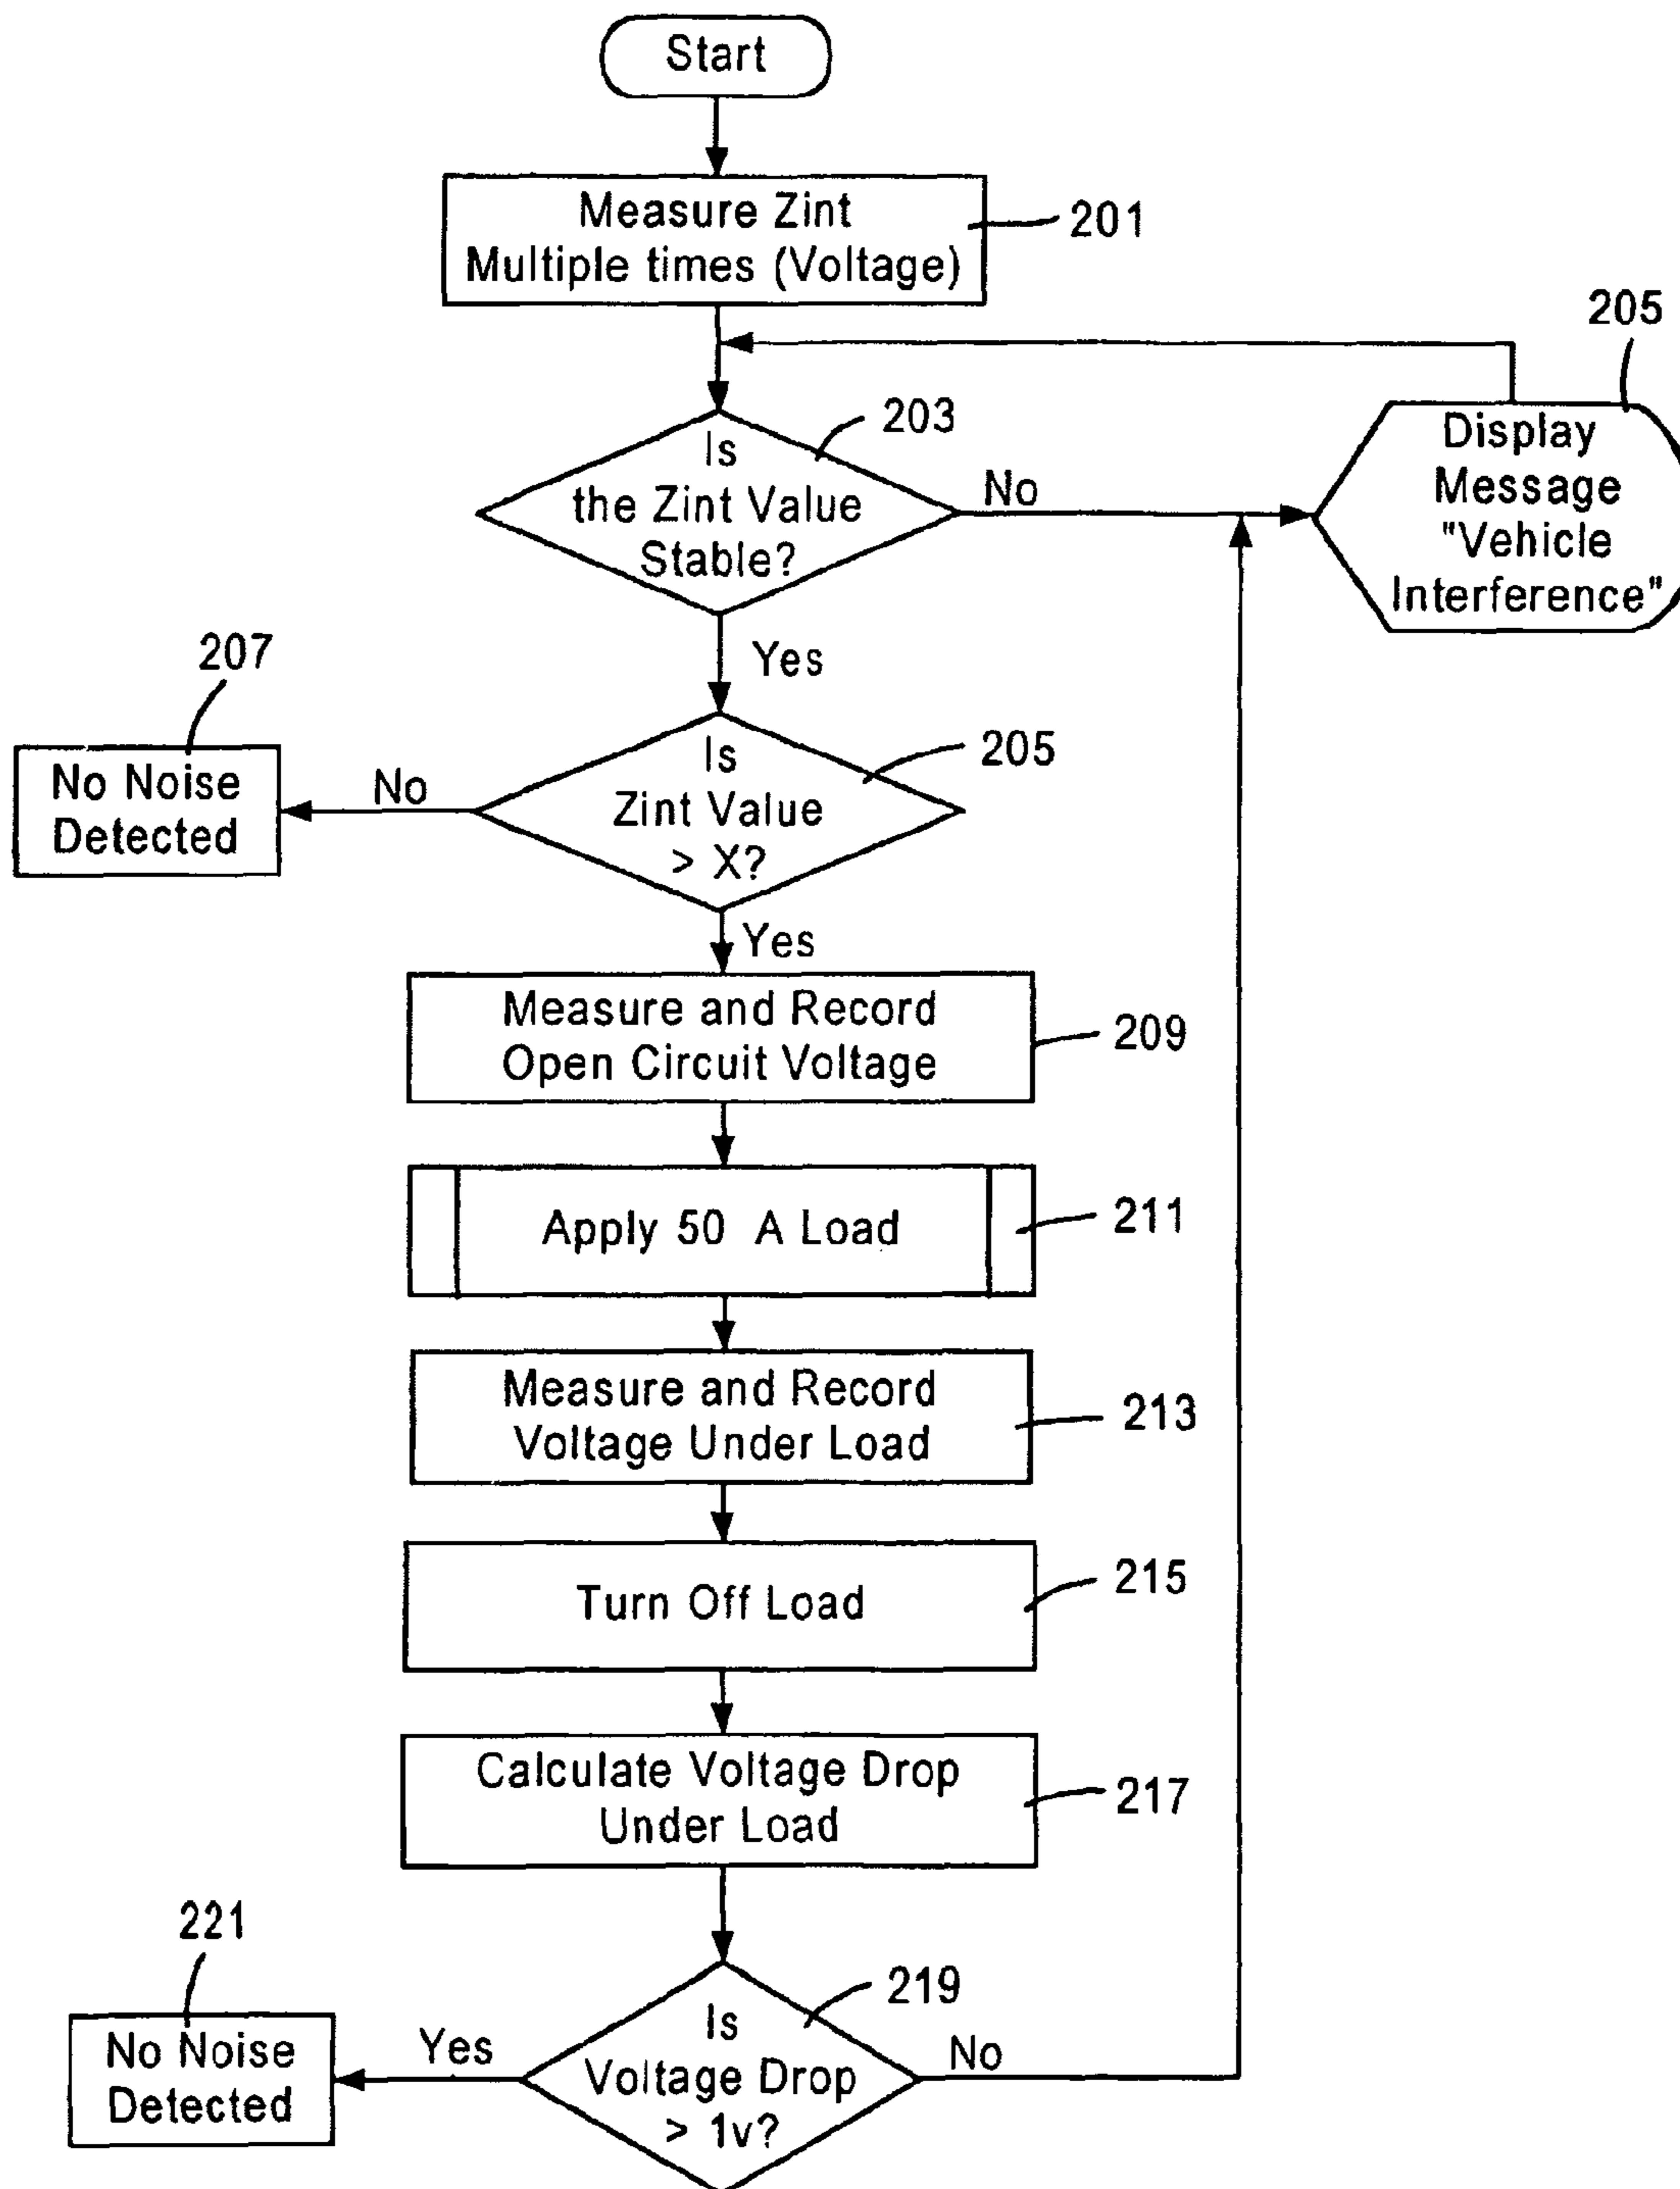 Start
Measure Zint
Multiple times (Voltage)
201
205
Display
Message
"Vehicle
Interference"
203
Is
the Zint Value
Stable?
No
Yes
207
No Noise
Detected
No
205
Is
Zint Value
> X?
Yes
Measure and Record
Open Circuit Voltage
209
Apply 50 A Load
211
Measure and Record
Voltage Under Load
213
Turn Off Load
215
Calculate Voltage Drop
Under Load
217
221
No Noise
Detected
Yes
219
Is
Voltage Drop
> 1v?
No